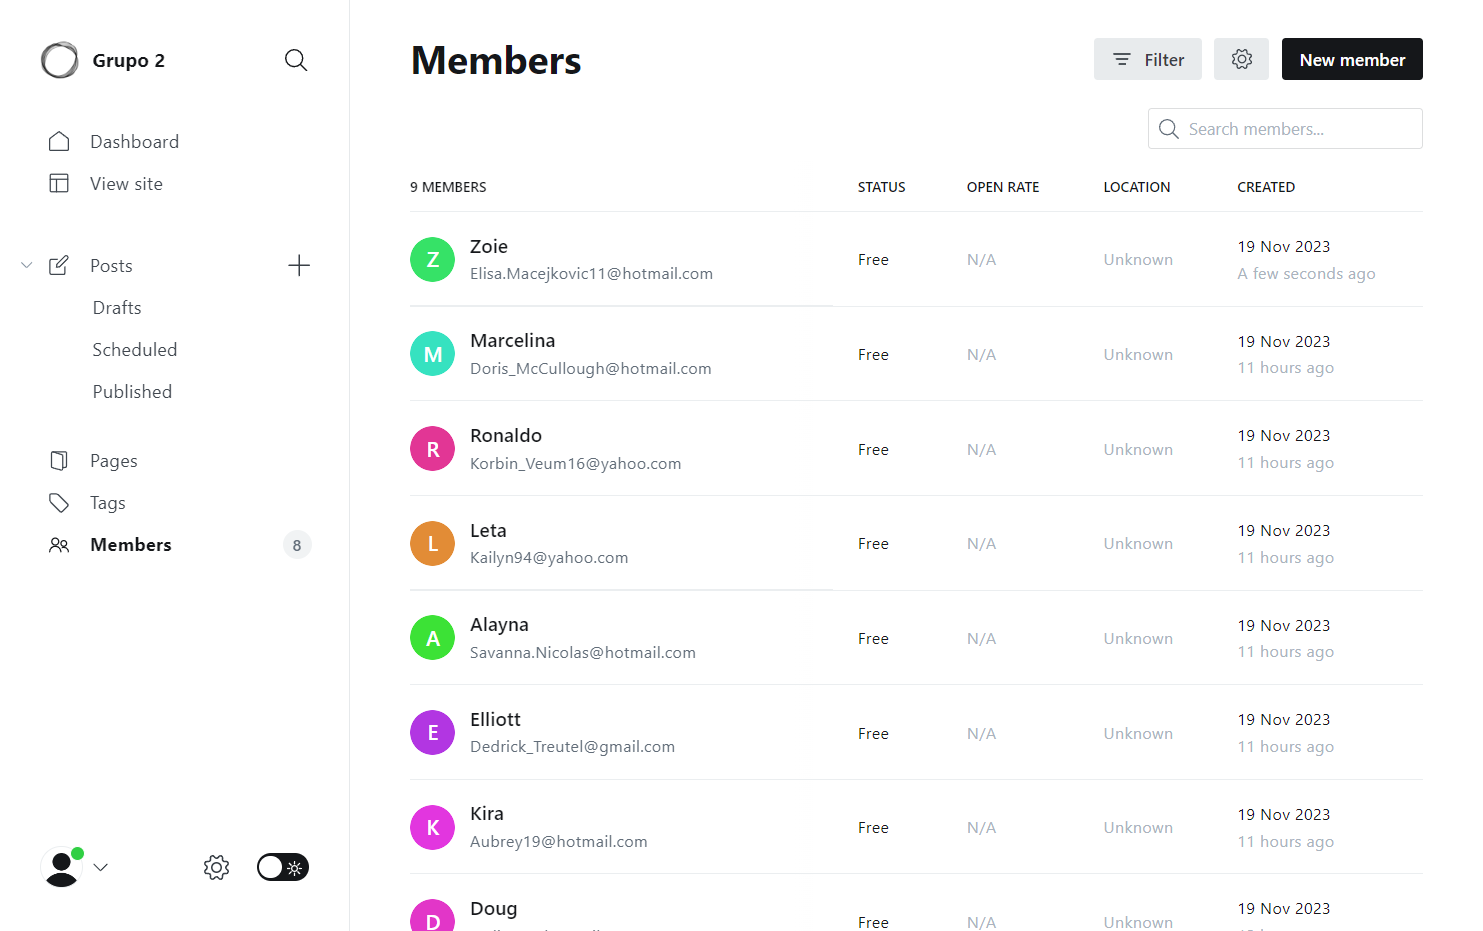 Grupo 2
Dashboard
View site
Posts
Drafts
Scheduled
Published
Pages
Tags
Members 8
Members
Filter
New member
Search members...
9 MEMBERS STATUS OPEN RATE LOCATION CREATED
Z Zoie Elisa.Macejkovic11@hotmail.com Free N/A Unknown 19 Nov 2023 A few seconds ago
M Marcelina Doris_McCullough@hotmail.com Free N/A Unknown 19 Nov 2023 11 hours ago
R Ronaldo Korbin_Veum16@yahoo.com Free N/A Unknown 19 Nov 2023 11 hours ago
L Leta Kailyn94@yahoo.com Free N/A Unknown 19 Nov 2023 11 hours ago
A Alayna Savanna.Nicolas@hotmail.com Free N/A Unknown 19 Nov 2023 11 hours ago
E Elliott Dedrick_Treutel@gmail.com Free N/A Unknown 19 Nov 2023 11 hours ago
K Kira Aubrey19@hotmail.com Free N/A Unknown 19 Nov 2023 11 hours ago
D Doug Free N/A Unknown 19 Nov 2023